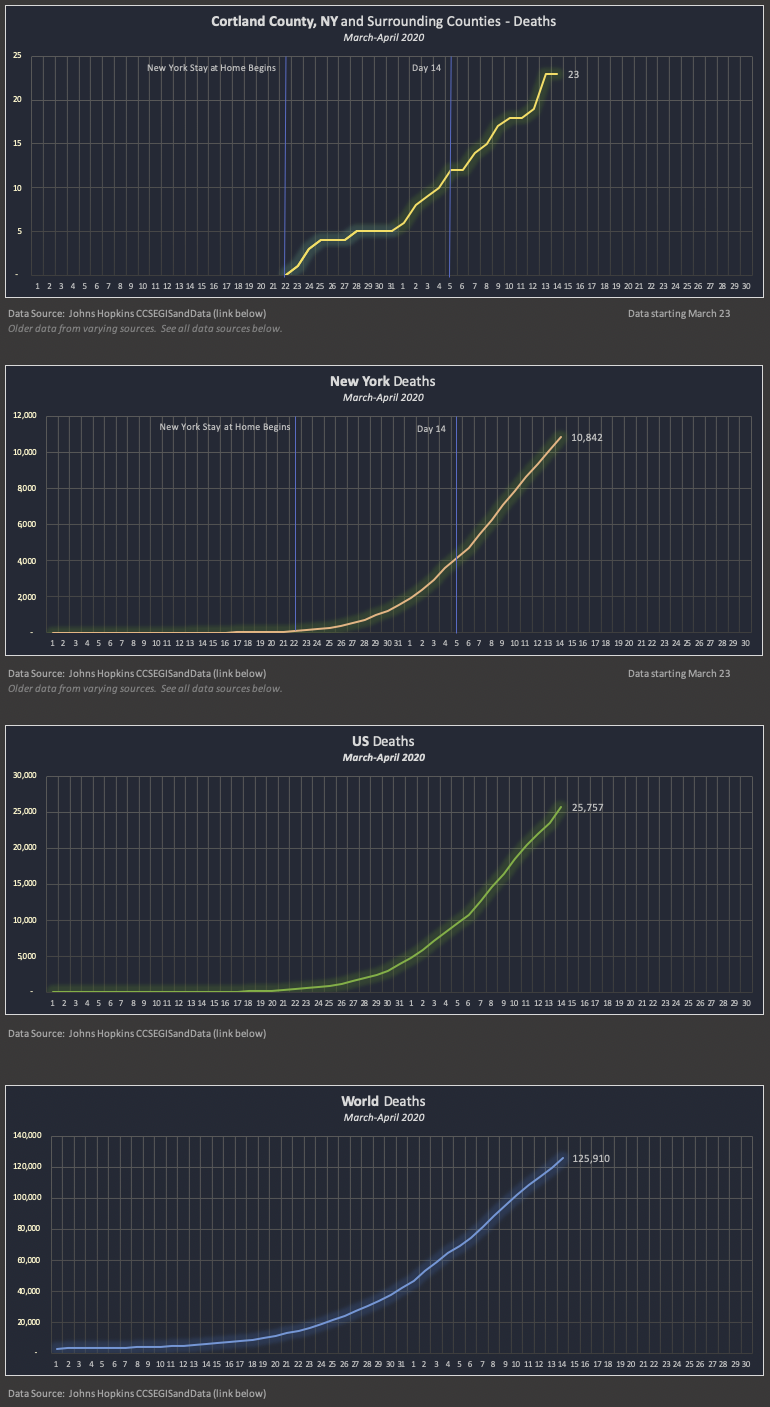 Cortland County, NY and Surrounding Counties - Deaths
March-April 2020
25
New York Stay at Home Begins Day 14
23
20
15
10
5
-
1 2 3 4 5 6 7 8 9 10 11 12 13 14 15 16 17 18 19 20 21 22 23 24 25 26 27 28 29 30 31 1 2 3 4 5 6 7 8 9 10 11 12 13 14 15 16 17 18 19 20 21 22 23 24 25 26 27 28 29 30
Data Source: Johns Hopkins CCSEGISandData (link below) Data starting March 23
Older data from varying sources. See all data sources below.
New York Deaths
March-April 2020
12,000
New York Stay at Home Begins Day 14
10,842
10,000
8,000
6,000
4,000
2,000
-
1 2 3 4 5 6 7 8 9 10 11 12 13 14 15 16 17 18 19 20 21 22 23 24 25 26 27 28 29 30 31 1 2 3 4 5 6 7 8 9 10 11 12 13 14 15 16 17 18 19 20 21 22 23 24 25 26 27 28 29 30
Data Source: Johns Hopkins CCSEGISandData (link below) Data starting March 23
Older data from varying sources. See all data sources below.
US Deaths
March-April 2020
30,000
25,757
25,000
20,000
15,000
10,000
5,000
-
1 2 3 4 5 6 7 8 9 10 11 12 13 14 15 16 17 18 19 20 21 22 23 24 25 26 27 28 29 30 31 1 2 3 4 5 6 7 8 9 10 11 12 13 14 15 16 17 18 19 20 21 22 23 24 25 26 27 28 29 30
Data Source: Johns Hopkins CCSEGISandData (link below)
World Deaths
March-April 2020
140,000
125,910
120,000
100,000
80,000
60,000
40,000
20,000
-
1 2 3 4 5 6 7 8 9 10 11 12 13 14 15 16 17 18 19 20 21 22 23 24 25 26 27 28 29 30 31 1 2 3 4 5 6 7 8 9 10 11 12 13 14 15 16 17 18 19 20 21 22 23 24 25 26 27 28 29 30
Data Source: Johns Hopkins CCSEGISandData (link below)